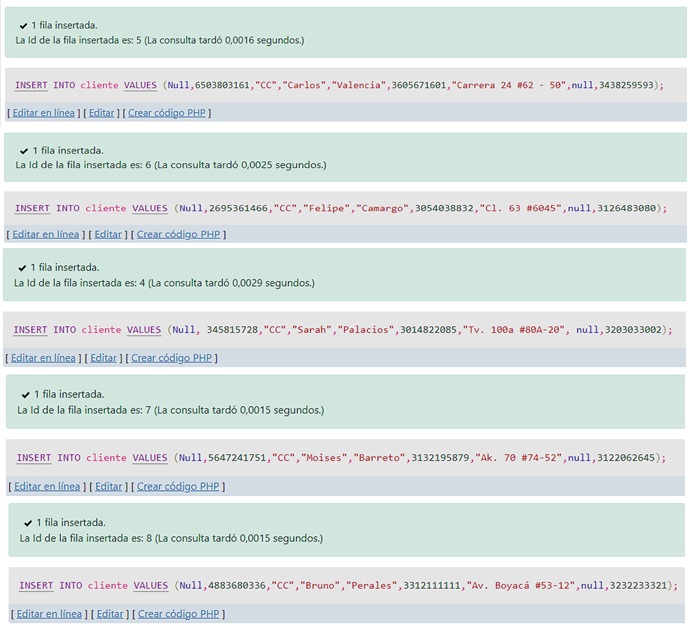 ✔ 1 fila insertada.
La Id de la fila insertada es: 5 (La consulta tardó 0,0016 segundos.)
INSERT INTO cliente VALUES (Null,6503803161,"CC","Carlos","Valencia",3605671601,"Carrera 24 #62 - 50",null,3438259593);
[ Editar en línea ] [ Editar ] [ Crear código PHP ]
✔ 1 fila insertada.
La Id de la fila insertada es: 6 (La consulta tardó 0,0025 segundos.)
INSERT INTO cliente VALUES (Null,2695361466,"CC","Felipe","Camargo",3054038832,"Cl. 63 #6045",null,3126483080);
[ Editar en línea ] [ Editar ] [ Crear código PHP ]
✔ 1 fila insertada.
La Id de la fila insertada es: 4 (La consulta tardó 0,0029 segundos.)
INSERT INTO cliente VALUES (Null, 345815728,"CC","Sarah","Palacios",3014822085,"Tv. 100a #80A-20", null,3203033002);
[ Editar en línea ] [ Editar ] [ Crear código PHP ]
✔ 1 fila insertada.
La Id de la fila insertada es: 7 (La consulta tardó 0,0015 segundos.)
INSERT INTO cliente VALUES (Null,5647241751,"CC","Moises","Barreto",3132195879,"Ak. 70 #74-52",null,3122062645);
[ Editar en línea ] [ Editar ] [ Crear código PHP ]
✔ 1 fila insertada.
La Id de la fila insertada es: 8 (La consulta tardó 0,0015 segundos.)
INSERT INTO cliente VALUES (Null,4883680336,"CC","Bruno","Perales",3312111111,"Av. Boyacá #53-12",null,3232233321);
[ Editar en línea ] [ Editar ] [ Crear código PHP ]